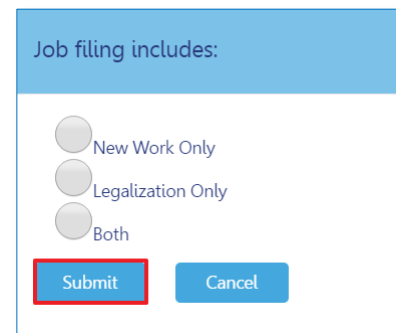 Job filing includes:
New Work Only
Legalization Only
Both
Submit Cancel